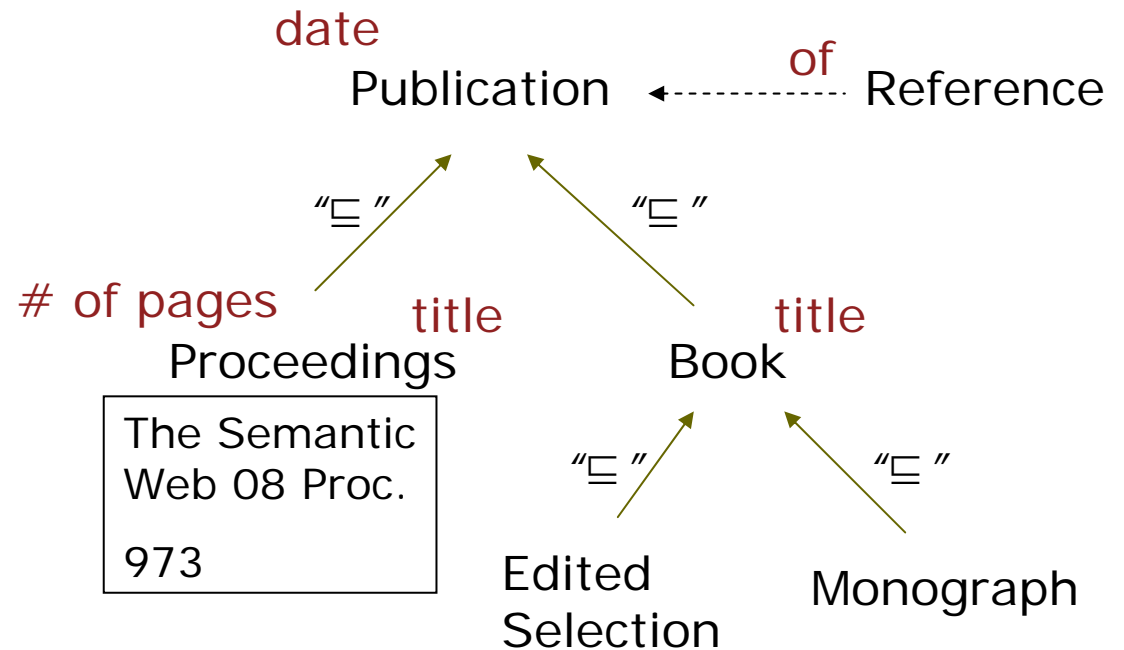 date
of
Publication
Reference
“⊑ ”
“⊑ ”
# of pages
title
title
Proceedings
Book
The Semantic
Web 08 Proc.
973
“⊑ ”
“⊑ ”
Edited
Selection
Monograph